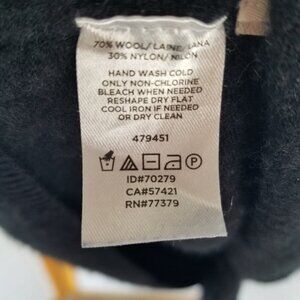 70% WOOL/LAINE/LANA
30% NYLON/NILON
HAND WASH COLD
ONLY NON-CHLORINE
BLEACH WHEN NEEDED
RESHAPE DRY FLAT
COOL IRON IF NEEDED
OR DRY CLEAN
479451
P
ID#70279
CA#57421
RN#77379